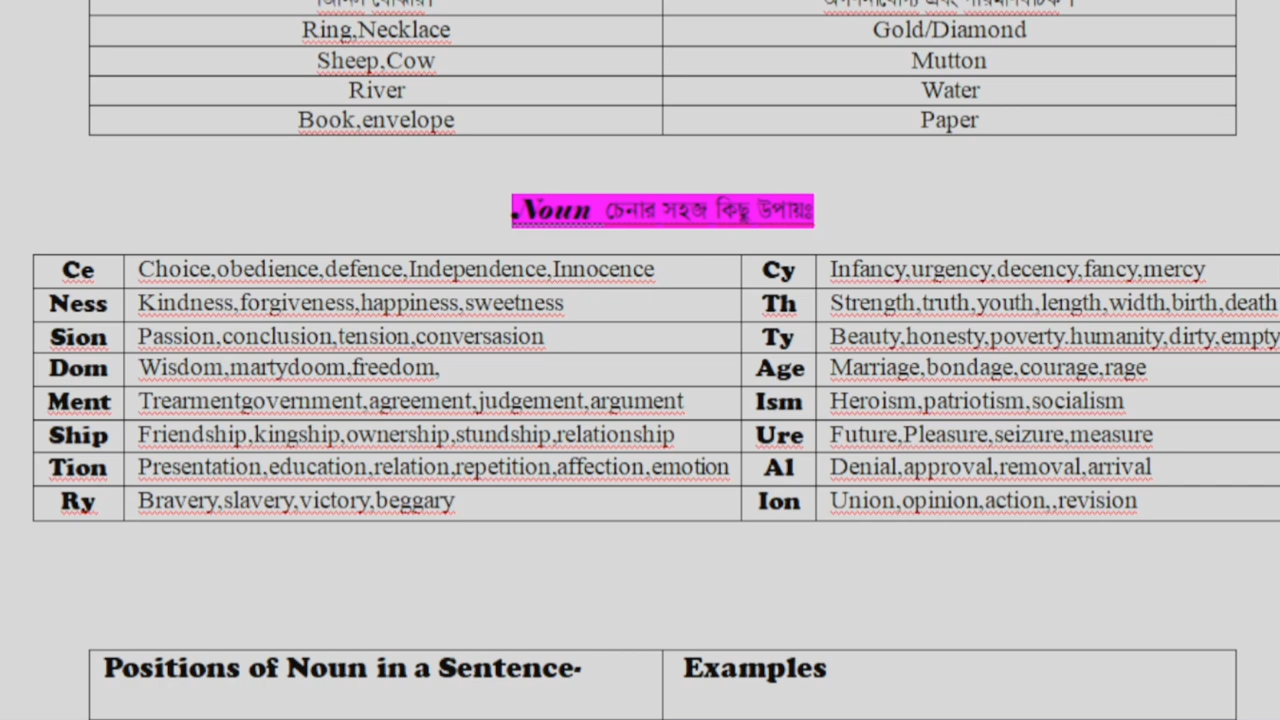 Ring,Necklace Gold/Diamond
Sheep,Cow Mutton
River Water
Book,envelope Paper
Noun চেনার সহজ কিছু উপায়ঃ
Ce Choice,obedience,defence,Independence,Innocence Cy Infancy,urgency,decency,fancy,mercy
Ness Kindness,forgiveness,happiness,sweetness Th Strength,truth,youth,length,width,birth,death
Sion Passion,conclusion,tension,conversasion Ty Beauty,honesty,poverty.humanity,dirty,empty
Dom Wisdom,martydoom,freedom, Age Marriage,bondage,courage,rage
Ment Trearmentgovernment,agreement,judgement,argument Ism Heroism,patriotism,socialism
Ship Friendship,kingship,ownership,stundship,relationship Ure Future,Pleasure,seizure,measure
Tion Presentation,education,relation,repetition,affection,emotion Al Denial,approval,removal,arrival
Ry Bravery,slavery,victory,beggary Ion Union,opinion,action,,revision
Positions of Noun in a Sentence- Examples